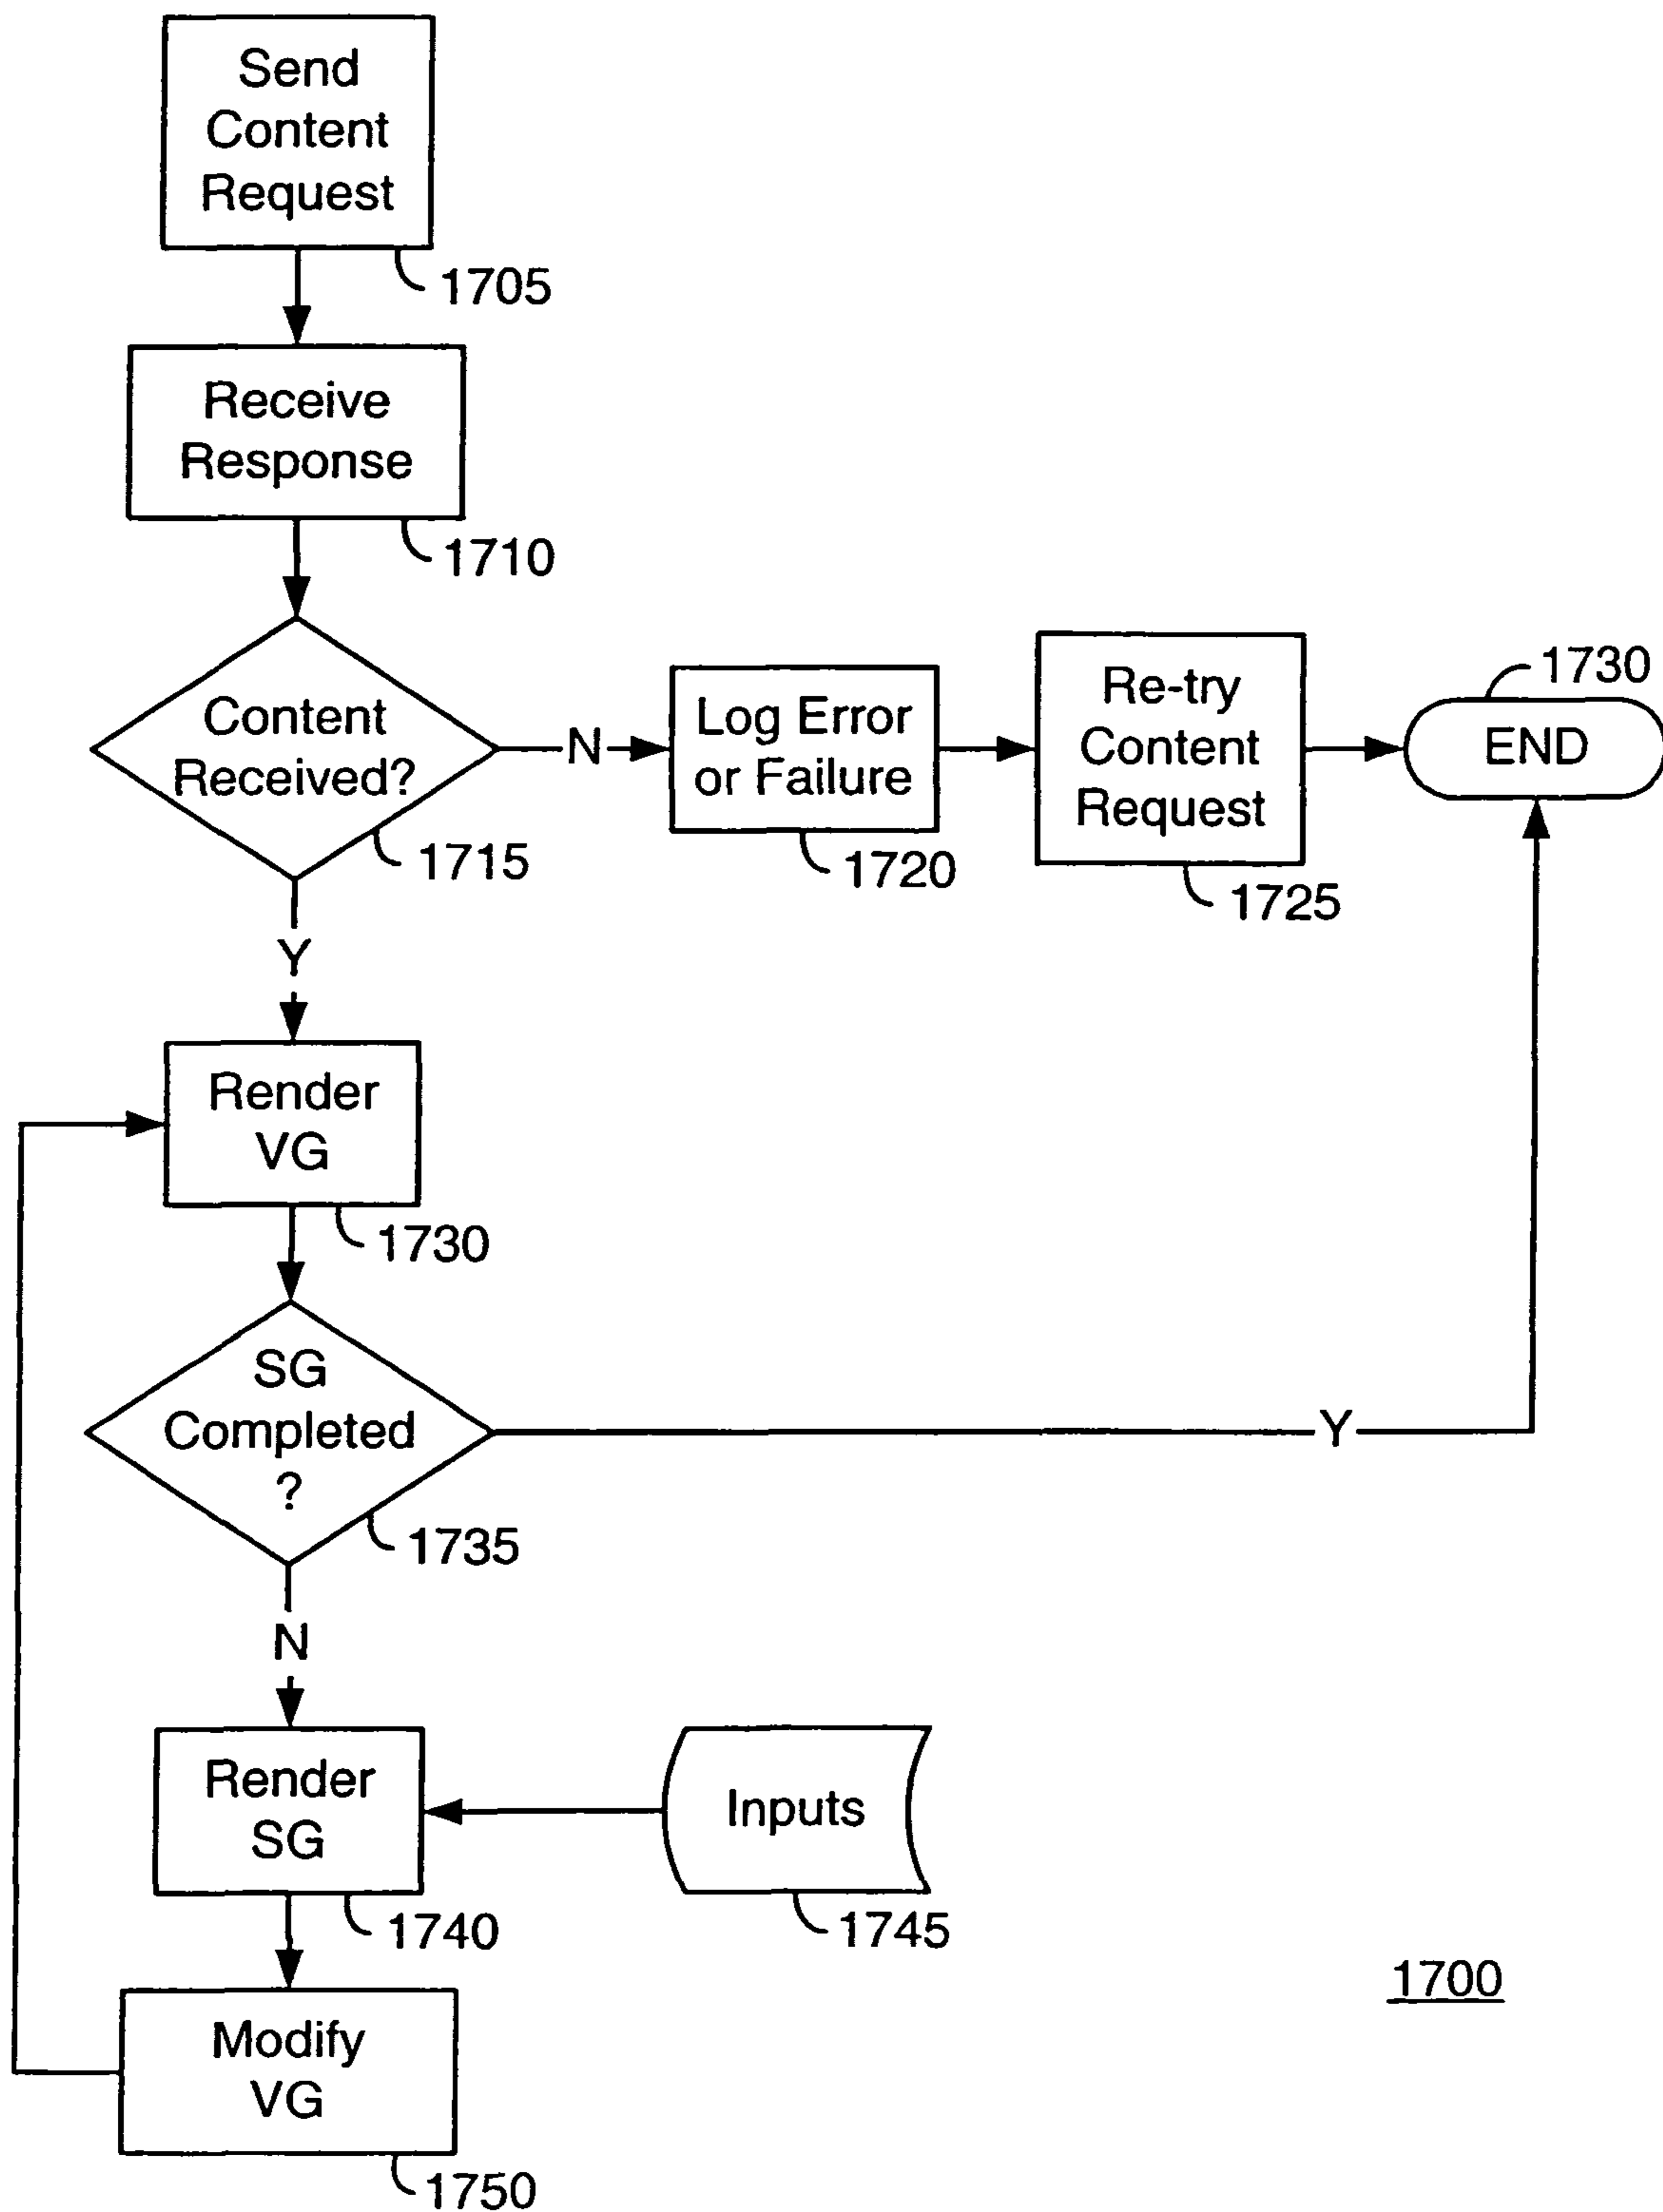 Send
Content
Request
1705
Receive
Response
1710
Content
Received?
1715
N
Log Error
or Failure
1720
Re-try
Content
Request
1725
1730
END
Y
Render
VG
1730
SG
Completed
?
1735
Y
N
Render
SG
1740
Inputs
1745
Modify
VG
1750
1700